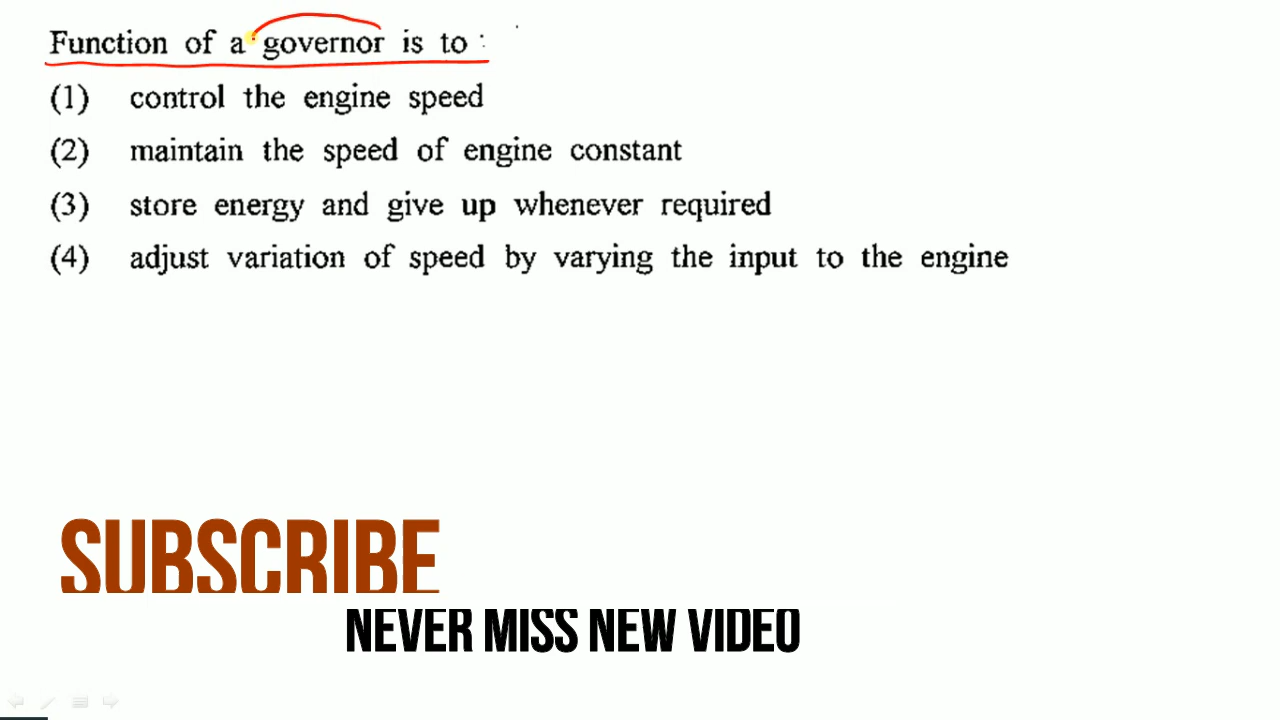 Function of a governor is to :
(1) control the engine speed
(2) maintain the speed of engine constant
(3) store energy and give up whenever required
(4) adjust variation of speed by varying the input to the engine
SUBSCRIBE
NEVER MISS NEW VIDEO